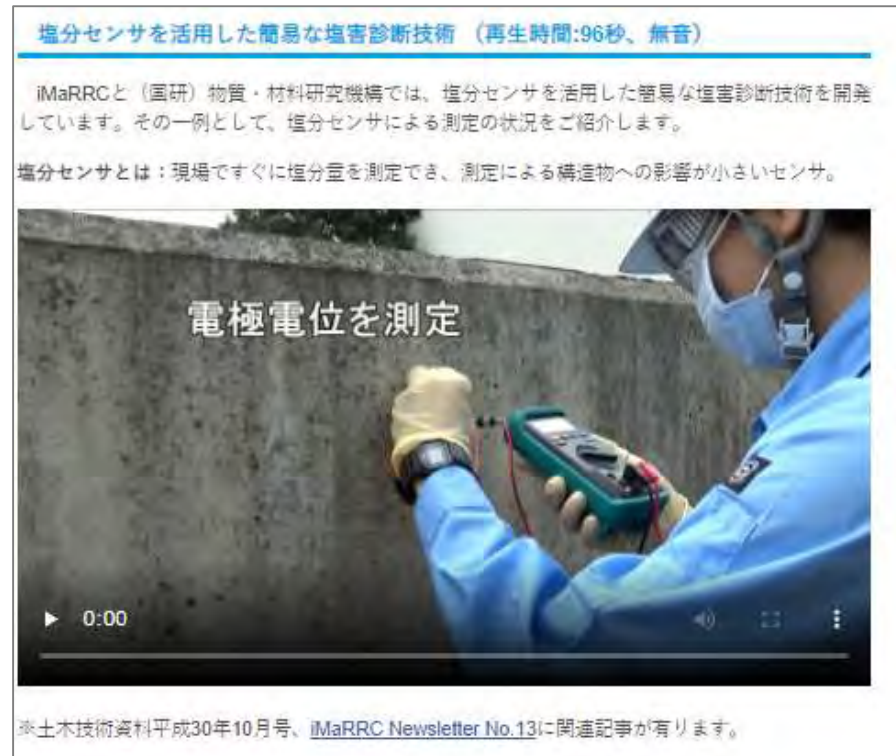 塩分センサを活用した簡易な塩害診断技術 （再生時間:96秒、無音）
iMaRRCと（国研）物質・材料研究機構では、塩分センサを活用した簡易な塩害診断技術を開発
しています。その一例として、塩分センサによる測定の状況をご紹介します。
塩分センサとは：現場ですぐに塩分量を測定でき、測定による構造物への影響が小さいセンサ。
電極電位を測定
0:00
※土木技術資料平成30年10月号、iMaRRC Newsletter No.13に関連記事が有ります。